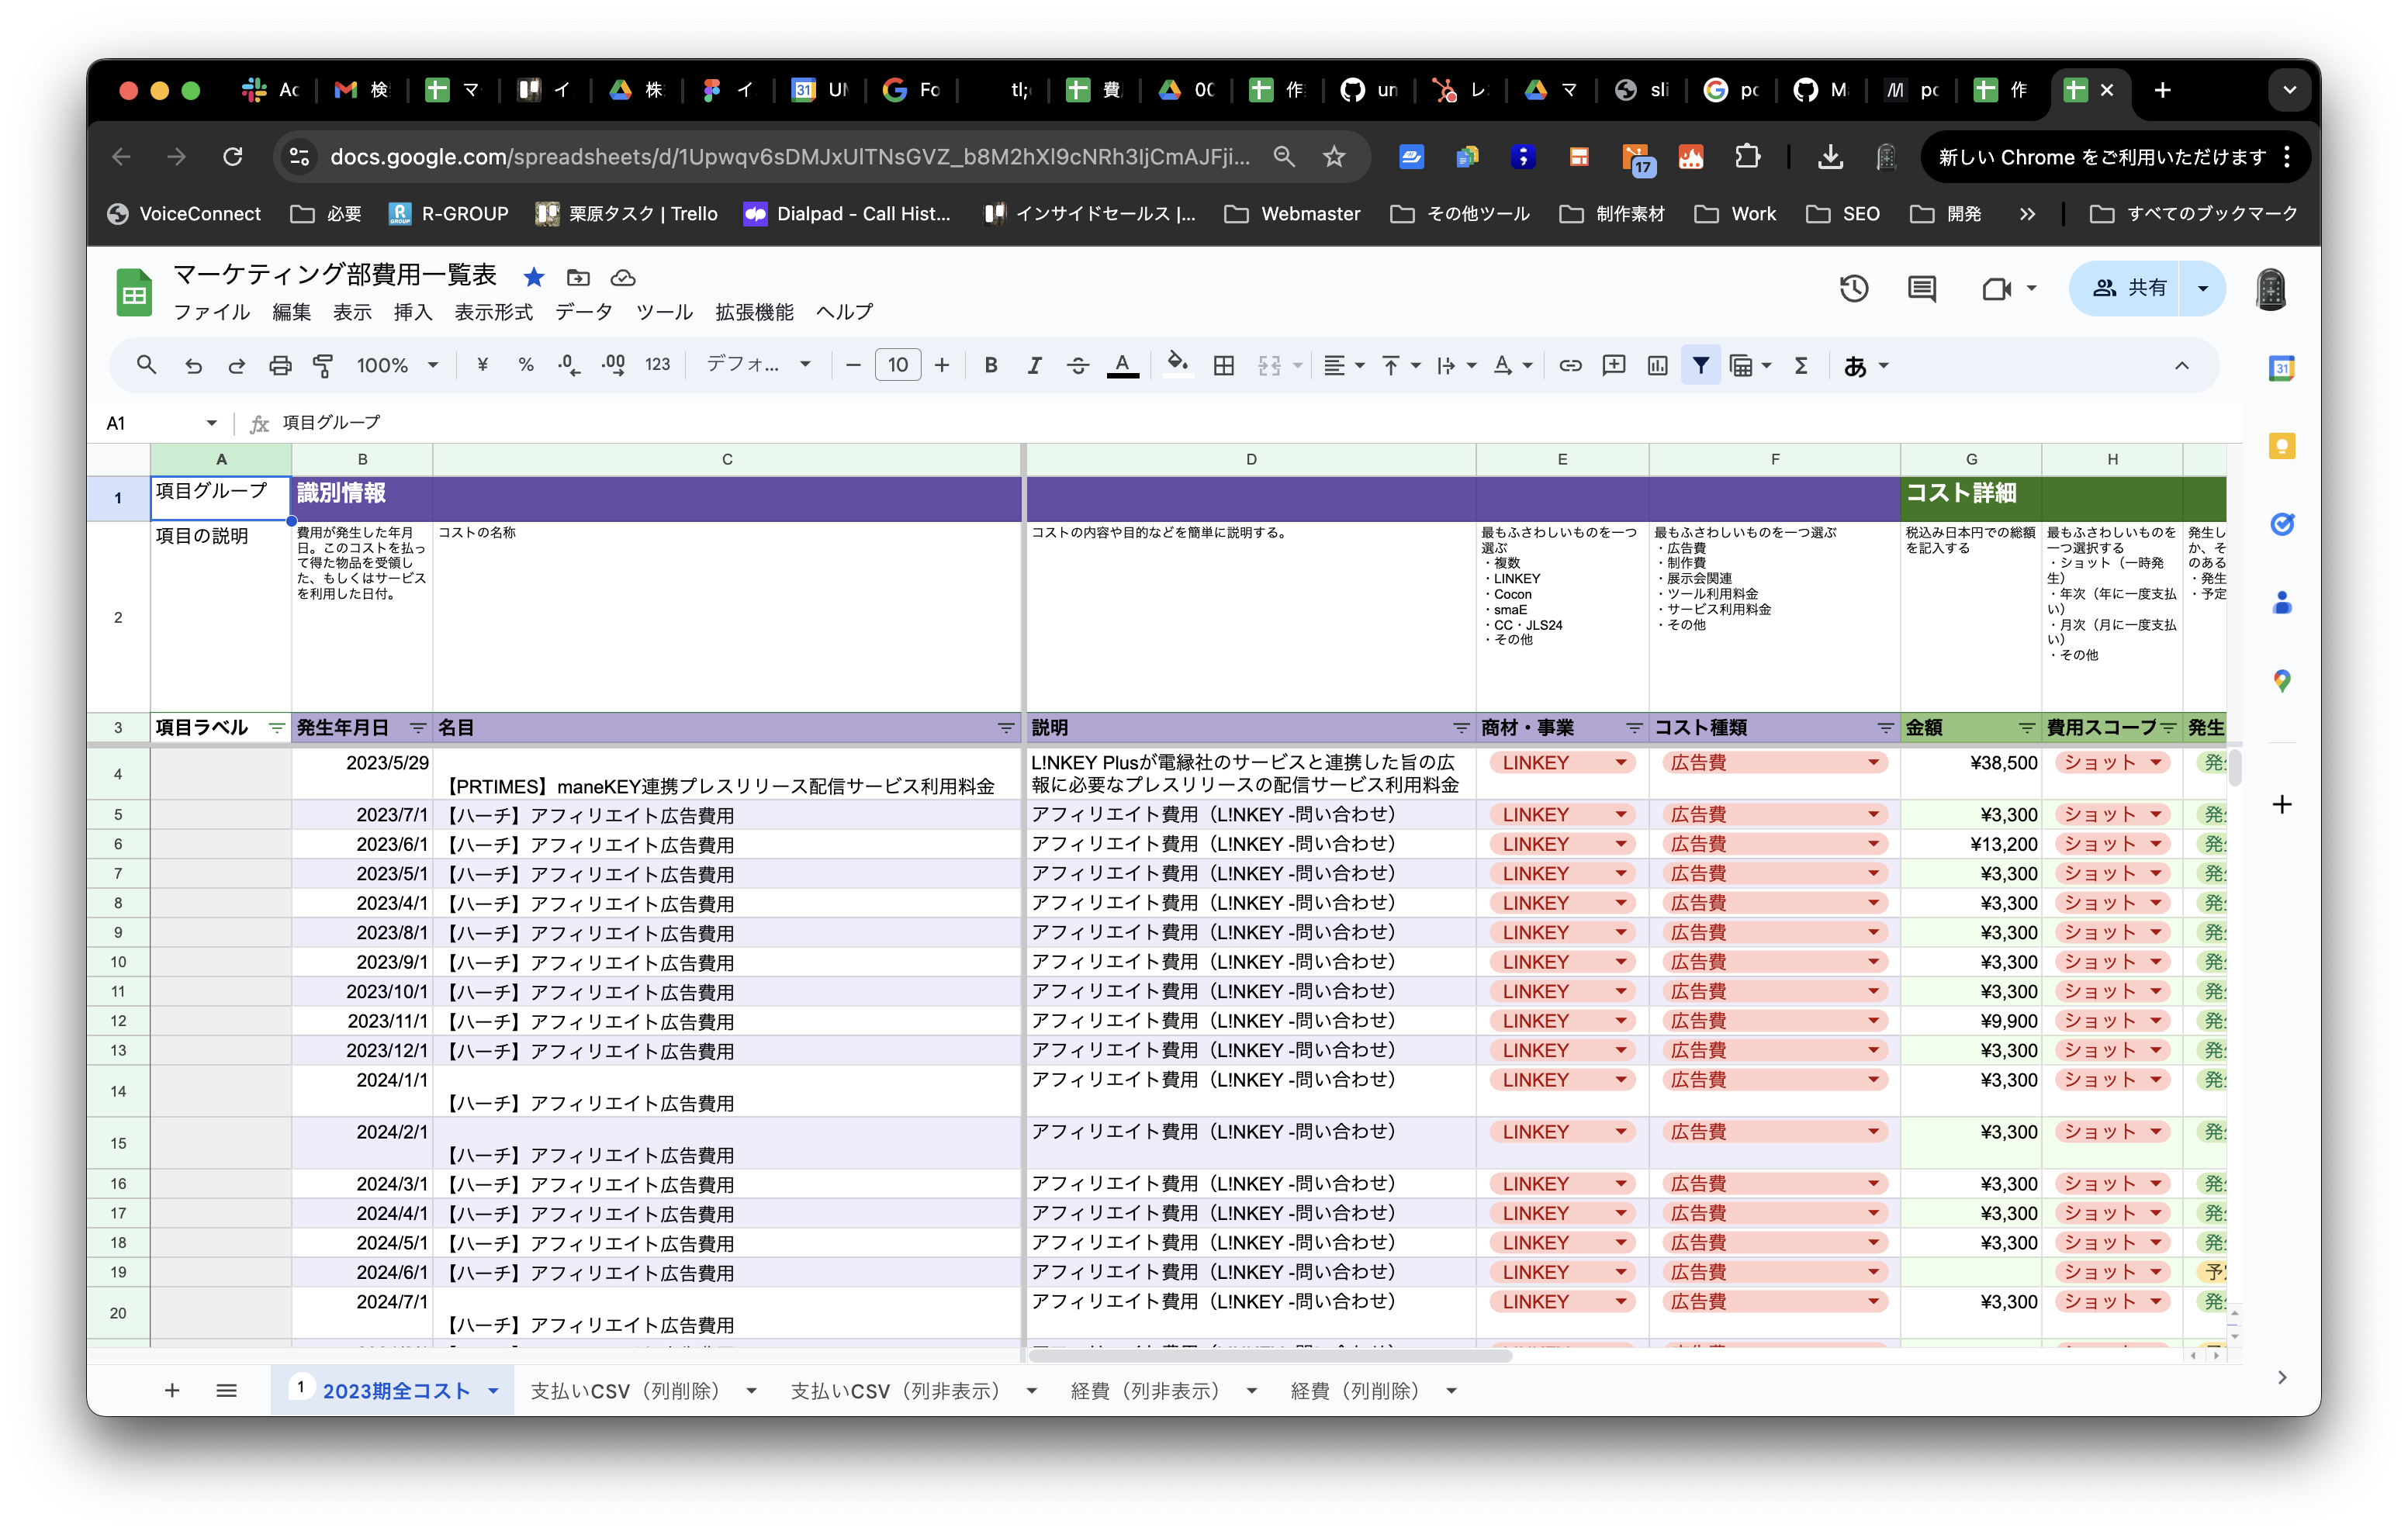 Ac
検
マ
イ
株
イ
31
UN
Fo
tl;
費
00
作
un
レ
マ
sli
pc
M
pc
作
docs.google.com/spreadsheets/d/1Upwqv6sDMJxUlTNsGVZ_b8M2hXl9cNRh3IjCmAJFji...
17
新しい Chrome をご利用いただけます
VoiceConnect
必要
R-GROUP
栗原タスク | Trello
Dialpad - Call Hist...
インサイドセールス |...
Webmaster
その他ツール
制作素材
Work
SEO
開発
すべてのブックマーク
マーケティング部費用一覧表
ファイル 編集 表示 挿入 表示形式 データ ツール 拡張機能 ヘルプ
共有
100% ¥ % .0 .00 123 デフォ... 10 B I A あ
31
A1 fx 項目グループ
A B C D E F G H
1 項目グループ 識別情報 コスト詳細
2 項目の説明
費用が発生した年月
日。このコストを払っ
て得た物品を受領し
た、もしくはサービス
を利用した日付。
コストの名称
コストの内容や目的などを簡単に説明する。
最もふさわしいものを一つ
選ぶ
・複数
・LINKEY
・Cocon
・smaE
・CC・JLS24
・その他
最もふさわしいものを一つ選ぶ
・広告費
・制作費
・展示会関連
・ツール利用料金
・サービス利用料金
・その他
税込み日本円での総額
を記入する
最もふさわしいものを
一つ選択する
・ショット（一時発
生）
・年次（年に一度支払
い）
・月次（月に一度支払
い）
・その他
発生し
か、そ
のある
・発生
・予定
3 項目ラベル 発生年月日 名目 説明 商材・事業 コスト種類 金額 費用スコープ 発生
4 2023/5/29 【PRTIMES】maneKEY連携プレスリリース配信サービス利用料金 L!NKEY Plusが電縁社のサービスと連携した旨の広
報に必要なプレスリリースの配信サービス利用料金 LINKEY 広告費 ¥38,500 ショット 発
5 2023/7/1 【ハーチ】アフィリエイト広告費用 アフィリエイト費用（L!NKEY -問い合わせ） LINKEY 広告費 ¥3,300 ショット 発
6 2023/6/1 【ハーチ】アフィリエイト広告費用 アフィリエイト費用（L!NKEY -問い合わせ） LINKEY 広告費 ¥13,200 ショット 発
7 2023/5/1 【ハーチ】アフィリエイト広告費用 アフィリエイト費用（L!NKEY -問い合わせ） LINKEY 広告費 ¥3,300 ショット 発
8 2023/4/1 【ハーチ】アフィリエイト広告費用 アフィリエイト費用（L!NKEY -問い合わせ） LINKEY 広告費 ¥3,300 ショット 発
9 2023/8/1 【ハーチ】アフィリエイト広告費用 アフィリエイト費用（L!NKEY -問い合わせ） LINKEY 広告費 ¥3,300 ショット 発
10 2023/9/1 【ハーチ】アフィリエイト広告費用 アフィリエイト費用（L!NKEY -問い合わせ） LINKEY 広告費 ¥3,300 ショット 発
11 2023/10/1 【ハーチ】アフィリエイト広告費用 アフィリエイト費用（L!NKEY -問い合わせ） LINKEY 広告費 ¥3,300 ショット 発
12 2023/11/1 【ハーチ】アフィリエイト広告費用 アフィリエイト費用（L!NKEY -問い合わせ） LINKEY 広告費 ¥9,900 ショット 発
13 2023/12/1 【ハーチ】アフィリエイト広告費用 アフィリエイト費用（L!NKEY -問い合わせ） LINKEY 広告費 ¥3,300 ショット 発
14 2024/1/1 【ハーチ】アフィリエイト広告費用 アフィリエイト費用（L!NKEY -問い合わせ） LINKEY 広告費 ¥3,300 ショット 発
15 2024/2/1 【ハーチ】アフィリエイト広告費用 アフィリエイト費用（L!NKEY -問い合わせ） LINKEY 広告費 ¥3,300 ショット 発
16 2024/3/1 【ハーチ】アフィリエイト広告費用 アフィリエイト費用（L!NKEY -問い合わせ） LINKEY 広告費 ¥3,300 ショット 発
17 2024/4/1 【ハーチ】アフィリエイト広告費用 アフィリエイト費用（L!NKEY -問い合わせ） LINKEY 広告費 ¥3,300 ショット 発
18 2024/5/1 【ハーチ】アフィリエイト広告費用 アフィリエイト費用（L!NKEY -問い合わせ） LINKEY 広告費 ¥3,300 ショット 発
19 2024/6/1 【ハーチ】アフィリエイト広告費用 アフィリエイト費用（L!NKEY -問い合わせ） LINKEY 広告費 ショット 予
20 2024/7/1 【ハーチ】アフィリエイト広告費用 アフィリエイト費用（L!NKEY -問い合わせ） LINKEY 広告費 ¥3,300 ショット 発
1 2023期全コスト 支払いCSV（列削除） 支払いCSV（列非表示） 経費（列非表示） 経費（列削除）